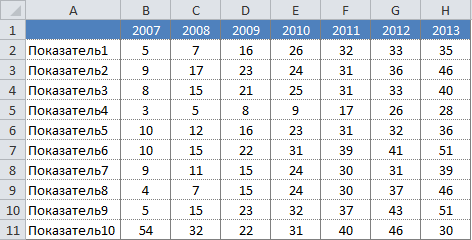 A B C D E F G H
1 2007 2008 2009 2010 2011 2012 2013
2 Показатель1 5 7 16 26 32 33 35
3 Показатель2 9 17 23 24 31 36 46
4 Показатель3 8 15 21 25 31 33 40
5 Показатель4 3 5 8 9 17 26 28
6 Показатель5 10 12 16 23 31 32 36
7 Показатель6 10 15 22 31 39 41 51
8 Показатель7 9 11 15 24 30 31 39
9 Показатель8 4 7 15 24 30 37 46
10 Показатель9 5 15 23 32 37 43 51
11 Показатель10 54 32 22 31 40 46 30